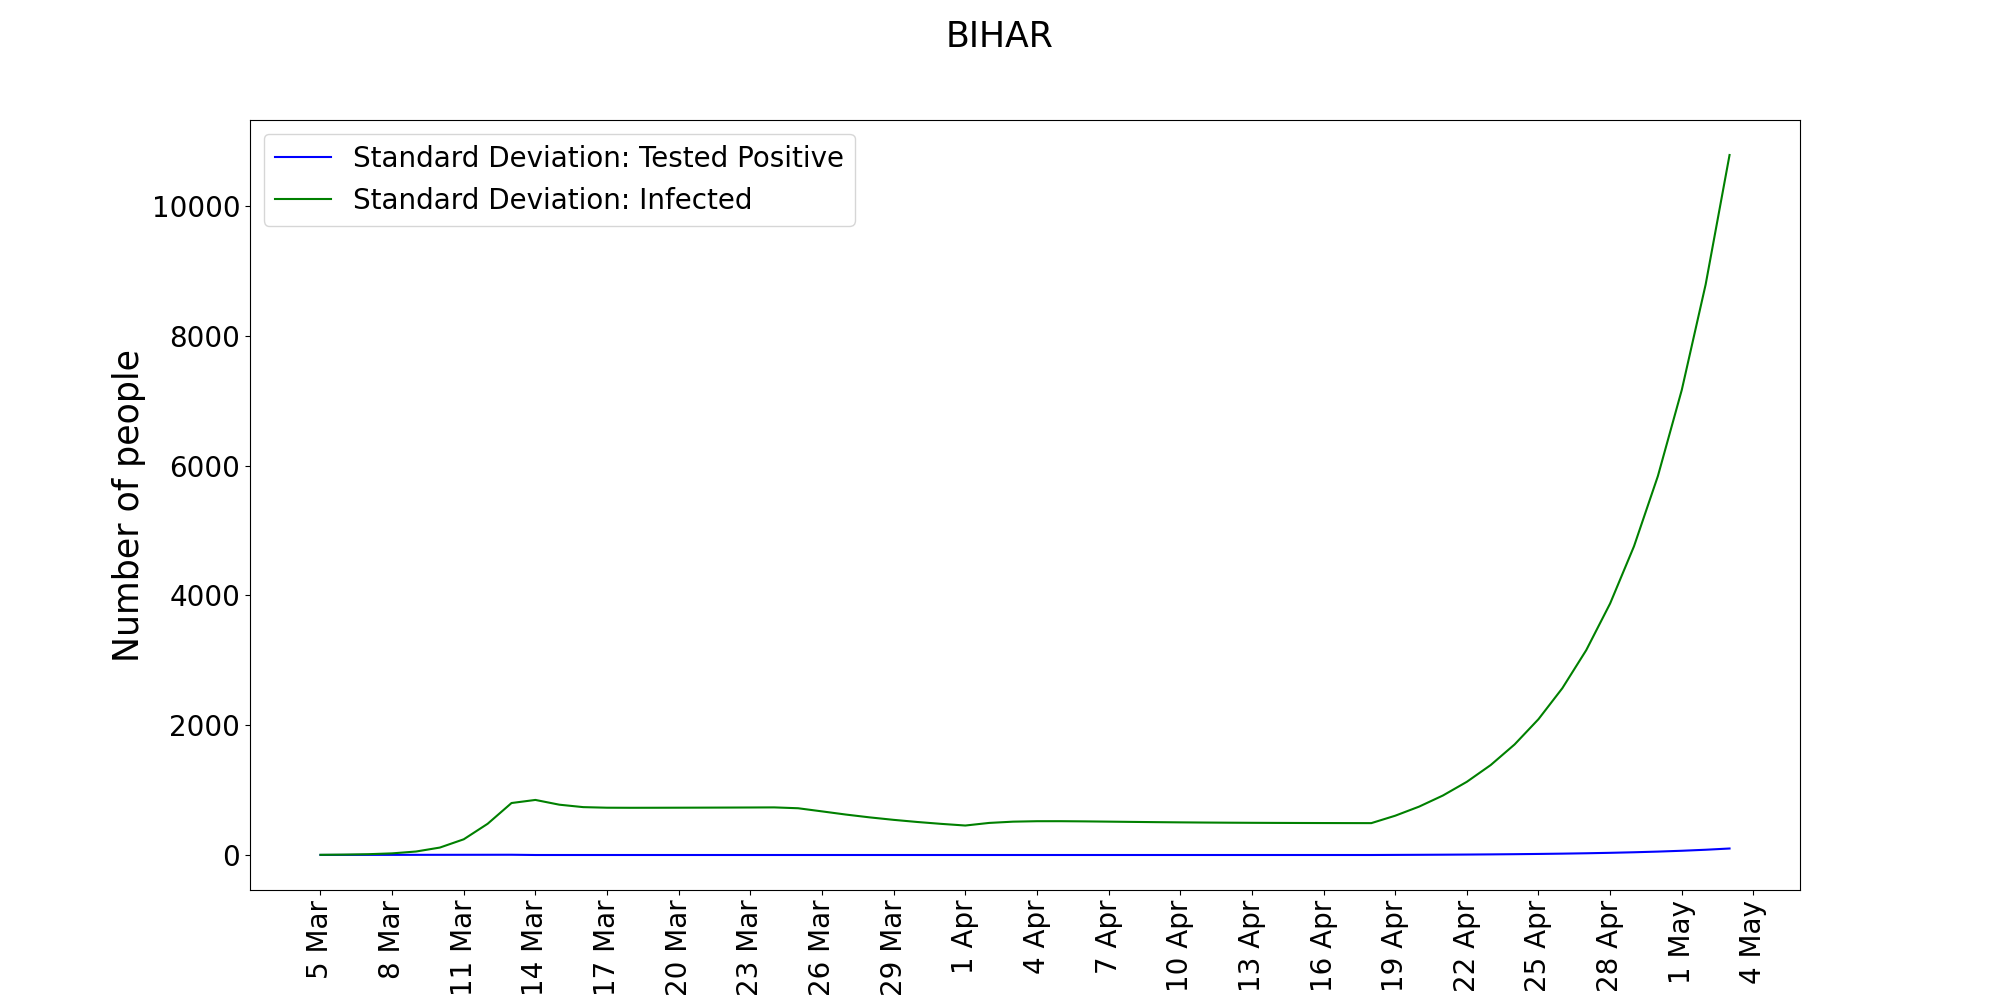 BIHAR
Standard Deviation: Tested Positive
Standard Deviation: Infected
Number of people
10000
8000
6000
4000
2000
0
5 Mar
8 Mar
11 Mar
14 Mar
17 Mar
20 Mar
23 Mar
26 Mar
29 Mar
1 Apr
4 Apr
7 Apr
10 Apr
13 Apr
16 Apr
19 Apr
22 Apr
25 Apr
28 Apr
1 May
4 May